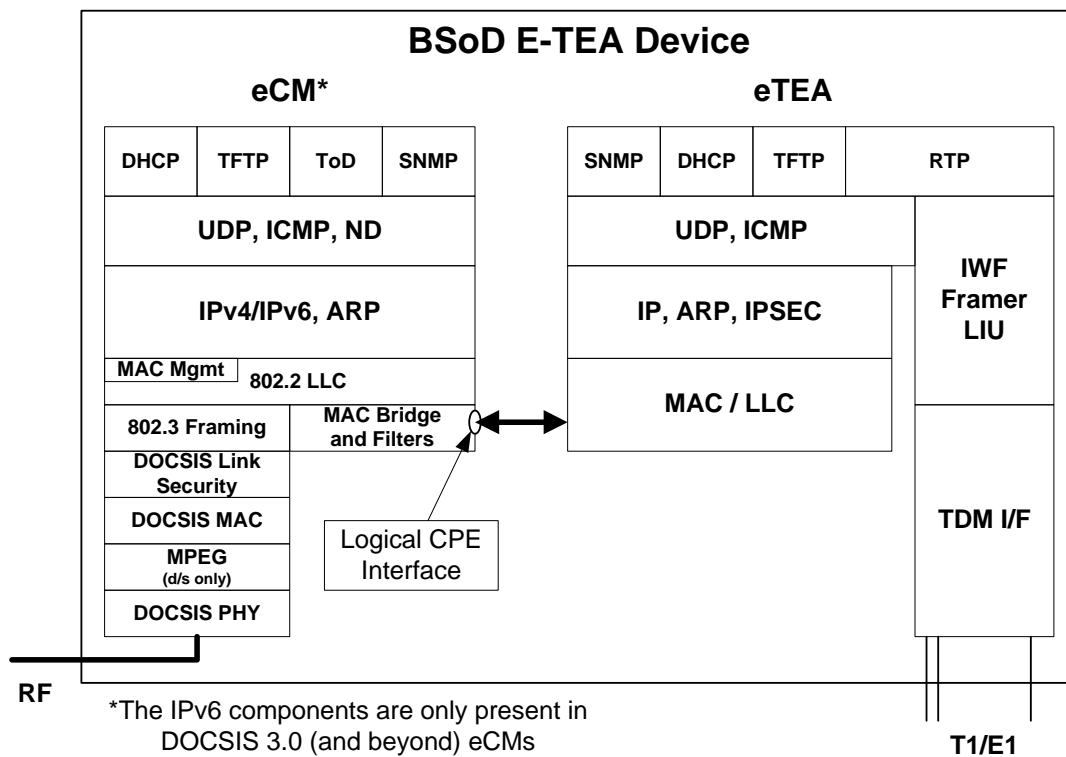 BSoD E-TEA Device
eCM*
eTEA
DHCP
TFTP
ToD
SNMP
SNMP
DHCP
TFTP
RTP
UDP, ICMP, ND
UDP, ICMP
IWF
Framer
LIU
IPv4/IPv6, ARP
IP, ARP, IPSEC
MAC Mgmt
802.2 LLC
MAC / LLC
802.3 Framing
MAC Bridge
and Filters
DOCSIS Link
Security
DOCSIS MAC
TDM I/F
Logical CPE
Interface
MPEG
(d/s only)
DOCSIS PHY
RF
*The IPv6 components are only present in
DOCSIS 3.0 (and beyond) eCMs
T1/E1